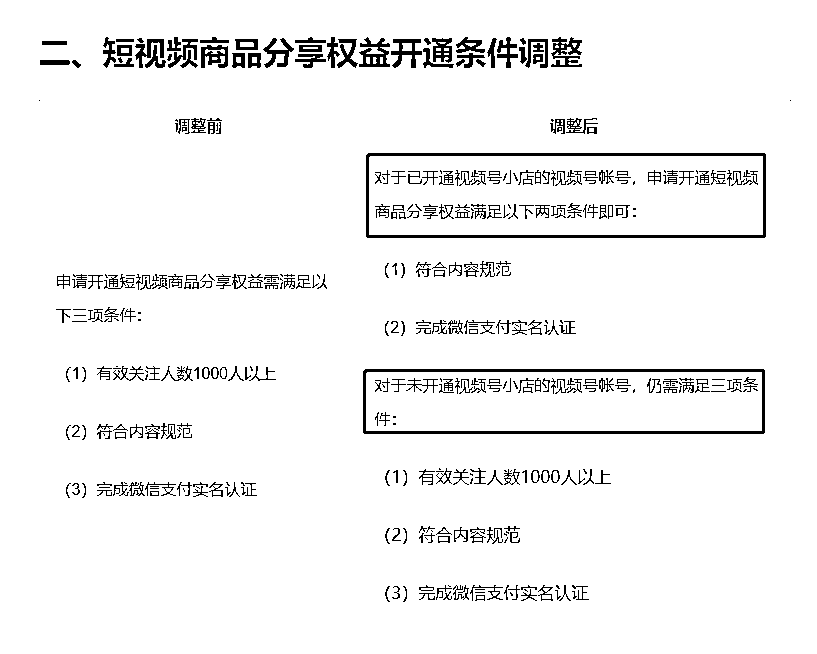 二、短视频商品分享权益开通条件调整
调整前
申请开通短视频商品分享权益需满足以
下三项条件：
（1）有效关注人数1000人以上
（2）符合内容规范
（3）完成微信支付实名认证
调整后
对于已开通视频号小店的视频号帐号，申请开通短视频
商品分享权益满足以下两项条件即可：
（1）符合内容规范
（2）完成微信支付实名认证
对于未开通视频号小店的视频号帐号，仍需满足三项条
件：
（1）有效关注人数1000人以上
（2）符合内容规范
（3）完成微信支付实名认证